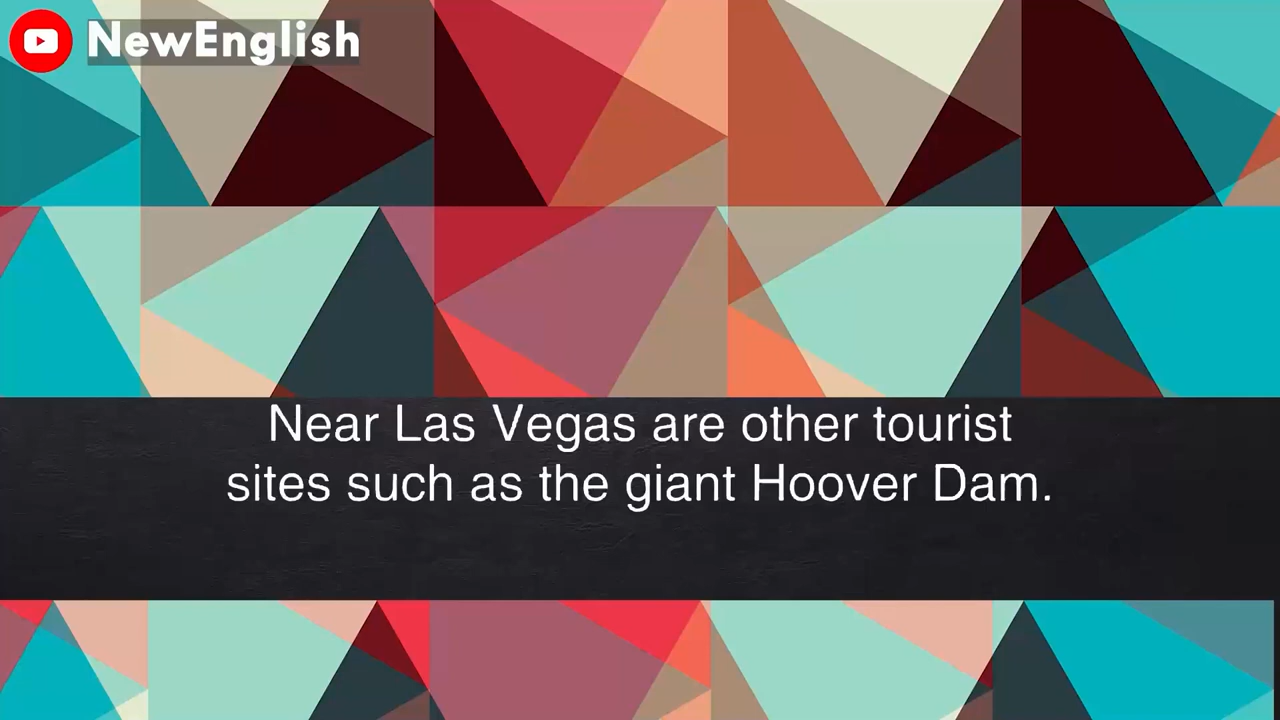 NewEnglish
Near Las Vegas are other tourist
sites such as the giant Hoover Dam.